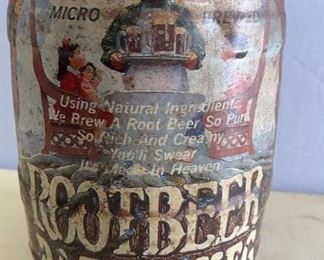 MICRO BREWED
Using Natural Ingredients
We Brew A Root Beer So Pure
So Rich And Creamy
You'll Swear
It's Made In Heaven
ROOTBEER